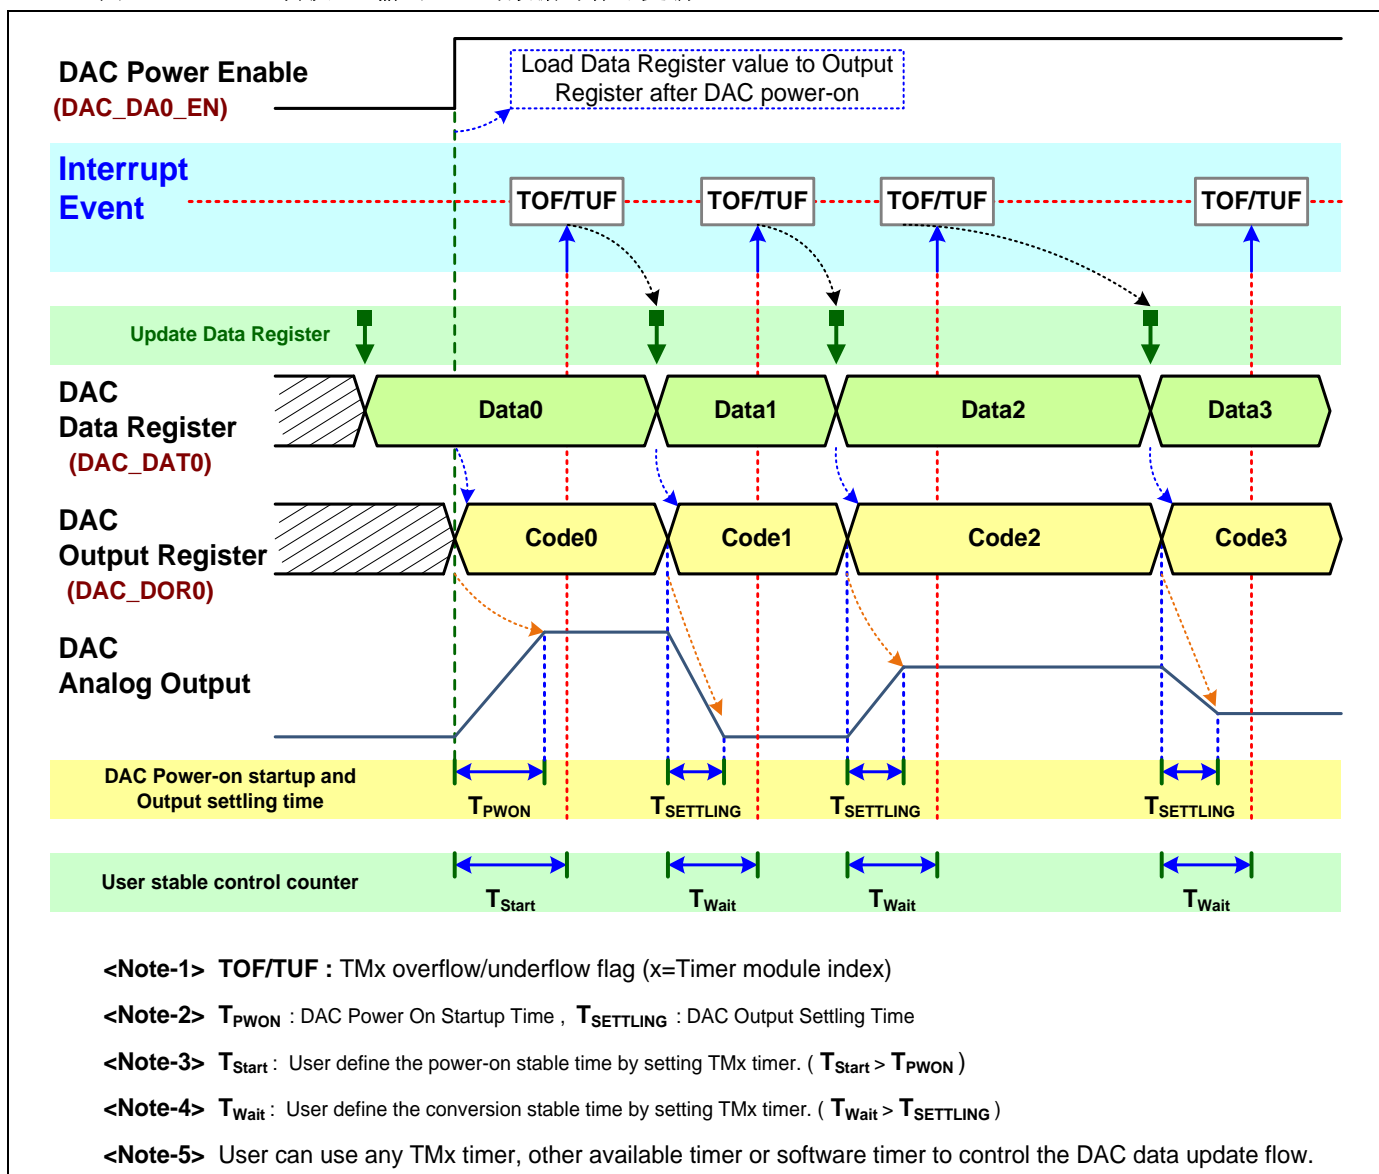 DAC Power Enable
(DAC_DA0_EN)
Load Data Register value to Output
Register after DAC power-on
Interrupt
Event
TOF/TUF
TOF/TUF
TOF/TUF
TOF/TUF
Update Data Register
DAC
Data Register
(DAC_DAT0)
Data0
Data1
Data2
Data3
DAC
Output Register
(DAC_DOR0)
Code0
Code1
Code2
Code3
DAC
Analog Output
DAC Power-on startup and
Output settling time
TPWON
TSETTLING
TSETTLING
TSETTLING
User stable control counter
TStart
TWait
TWait
TWait
<Note-1> TOF/TUF : TMx overflow/underflow flag (x=Timer module index)
<Note-2> TPWON : DAC Power On Startup Time , TSETTLING : DAC Output Settling Time
<Note-3> TStart : User define the power-on stable time by setting TMx timer. ( TStart > TPWON )
<Note-4> TWait : User define the conversion stable time by setting TMx timer. ( TWait > TSETTLING )
<Note-5> User can use any TMx timer, other available timer or software timer to control the DAC data update flow.